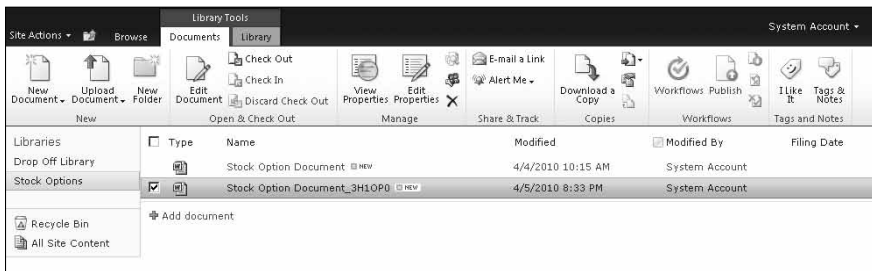 Library Tools
System Account
Site Actions Browse Documents Library
Check Out
E-mail a Link
Check In
Alert Me
New Document Upload Document New Folder Edit Document Discard Check Out View Properties Edit Properties Download a Copy Workflows Publish I Like It Tags & Notes
New Open & Check Out Manage Share & Track Copies Workflows Tags and Notes
Libraries Type Name Modified Modified By Filing Date
Drop Off Library Stock Option Document NEW 4/4/2010 10:15 AM System Account
Stock Options Stock Option Document_3H1OP0 NEW 4/5/2010 8:33 PM System Account
Add document
Recycle Bin
All Site Content